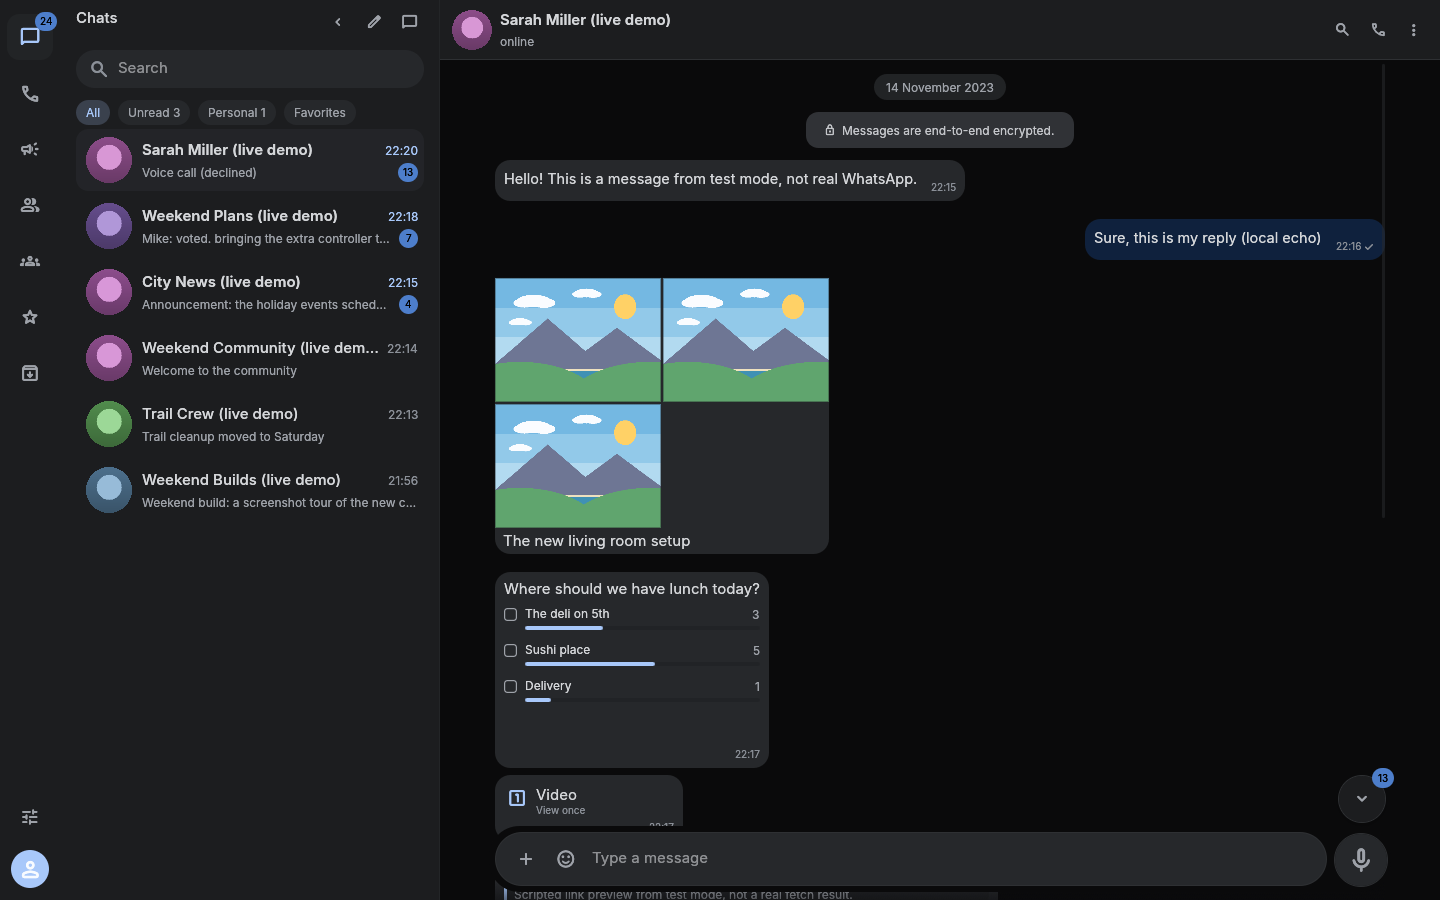 24
Chats
Search
All
Unread 3
Personal 1
Favorites
Sarah Miller (live demo)
22:20
Voice call (declined)
13
Weekend Plans (live demo)
22:18
Mike: voted. bringing the extra controller t...
7
City News (live demo)
22:15
Announcement: the holiday events sched...
4
Weekend Community (live dem...
22:14
Welcome to the community
Trail Crew (live demo)
22:13
Trail cleanup moved to Saturday
Weekend Builds (live demo)
21:56
Weekend build: a screenshot tour of the new c...
Sarah Miller (live demo)
online
14 November 2023
Messages are end-to-end encrypted.
Hello! This is a message from test mode, not real WhatsApp.
22:15
Sure, this is my reply (local echo)
22:16
The new living room setup
Where should we have lunch today?
The deli on 5th
3
Sushi place
5
Delivery
1
22:17
1
Video
View once
22:17
13
Type a message
Scripted link preview from test mode, not a real fetch result.